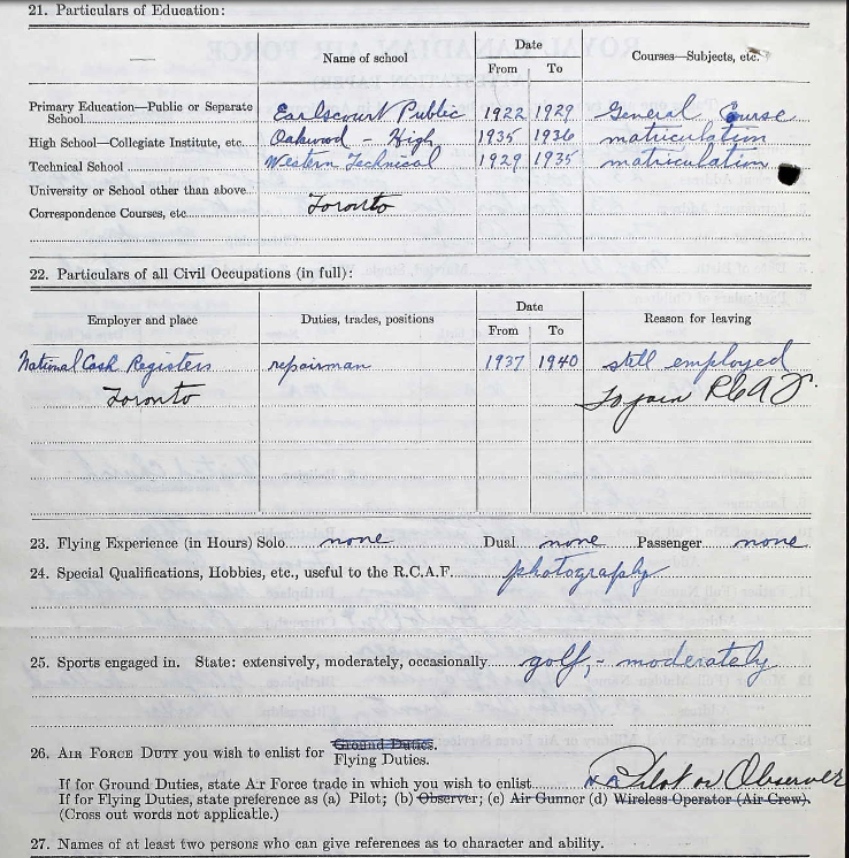 21. Particulars of Education:
Name of school Date From To Courses—Subjects, etc.
Primary Education—Public or Separate
School Earlscourt Public 1922 1929 General Course
High School—Collegiate Institute, etc. Oakwood - High 1935 1936 matriculation
Technical School Western Technical 1929 1935 matriculation
University or School other than above
Correspondence Courses, etc. Toronto
22. Particulars of all Civil Occupations (in full):
Employer and place Duties, trades, positions Date From To Reason for leaving
National Cash Registers repairman 1937 1940 still employed
Toronto To join RCAF.
23. Flying Experience (in Hours) Solo none Dual none Passenger none
24. Special Qualifications, Hobbies, etc., useful to the R.C.A.F. photography
25. Sports engaged in. State: extensively, moderately, occasionally golf, - moderately
26. AIR FORCE DUTY you wish to enlist for Ground Duties.
Flying Duties.
If for Ground Duties, state Air Force trade in which you wish to enlist N.A. Pilot or Observer
If for Flying Duties, state preference as (a) Pilot; (b) Observer; (c) Air Gunner (d) Wireless Operator (Air Crew).
(Cross out words not applicable.)
27. Names of at least two persons who can give references as to character and ability.